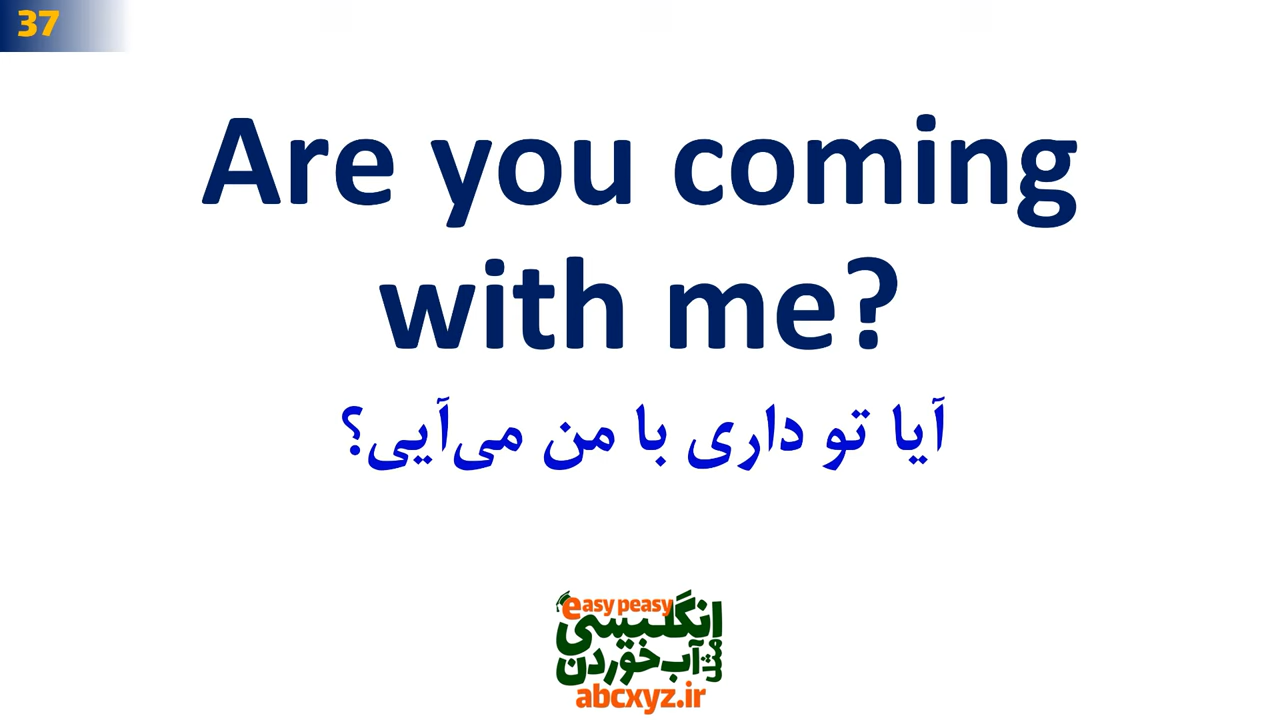 37
Are you coming
with me?
آیا تو داری با من می‌آیی؟
easy peasy
انگلیسی
مثل آب خوردن
abcxyz.ir